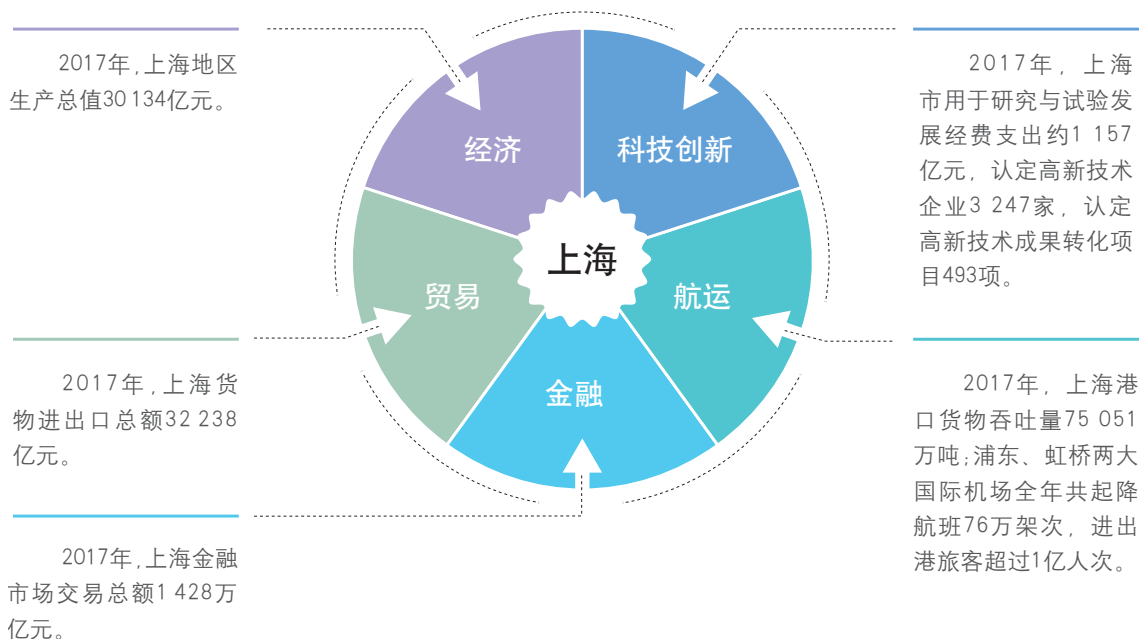 2017年,上海地区
生产总值30 134亿元。
经济
科技创新
2017年，上海
市用于研究与试验发
展经费支出约1 157
亿元，认定高新技术
企业3 247家，认定
高新技术成果转化项
目493项。
上海
贸易
航运
2017年,上海货
物进出口总额32 238
亿元。
金融
2017年，上海港
口货物吞吐量75 051
万吨;浦东、虹桥两大
国际机场全年共起降
航班76万架次，进出
港旅客超过1亿人次。
2017年,上海金融
市场交易总额1 428万
亿元。